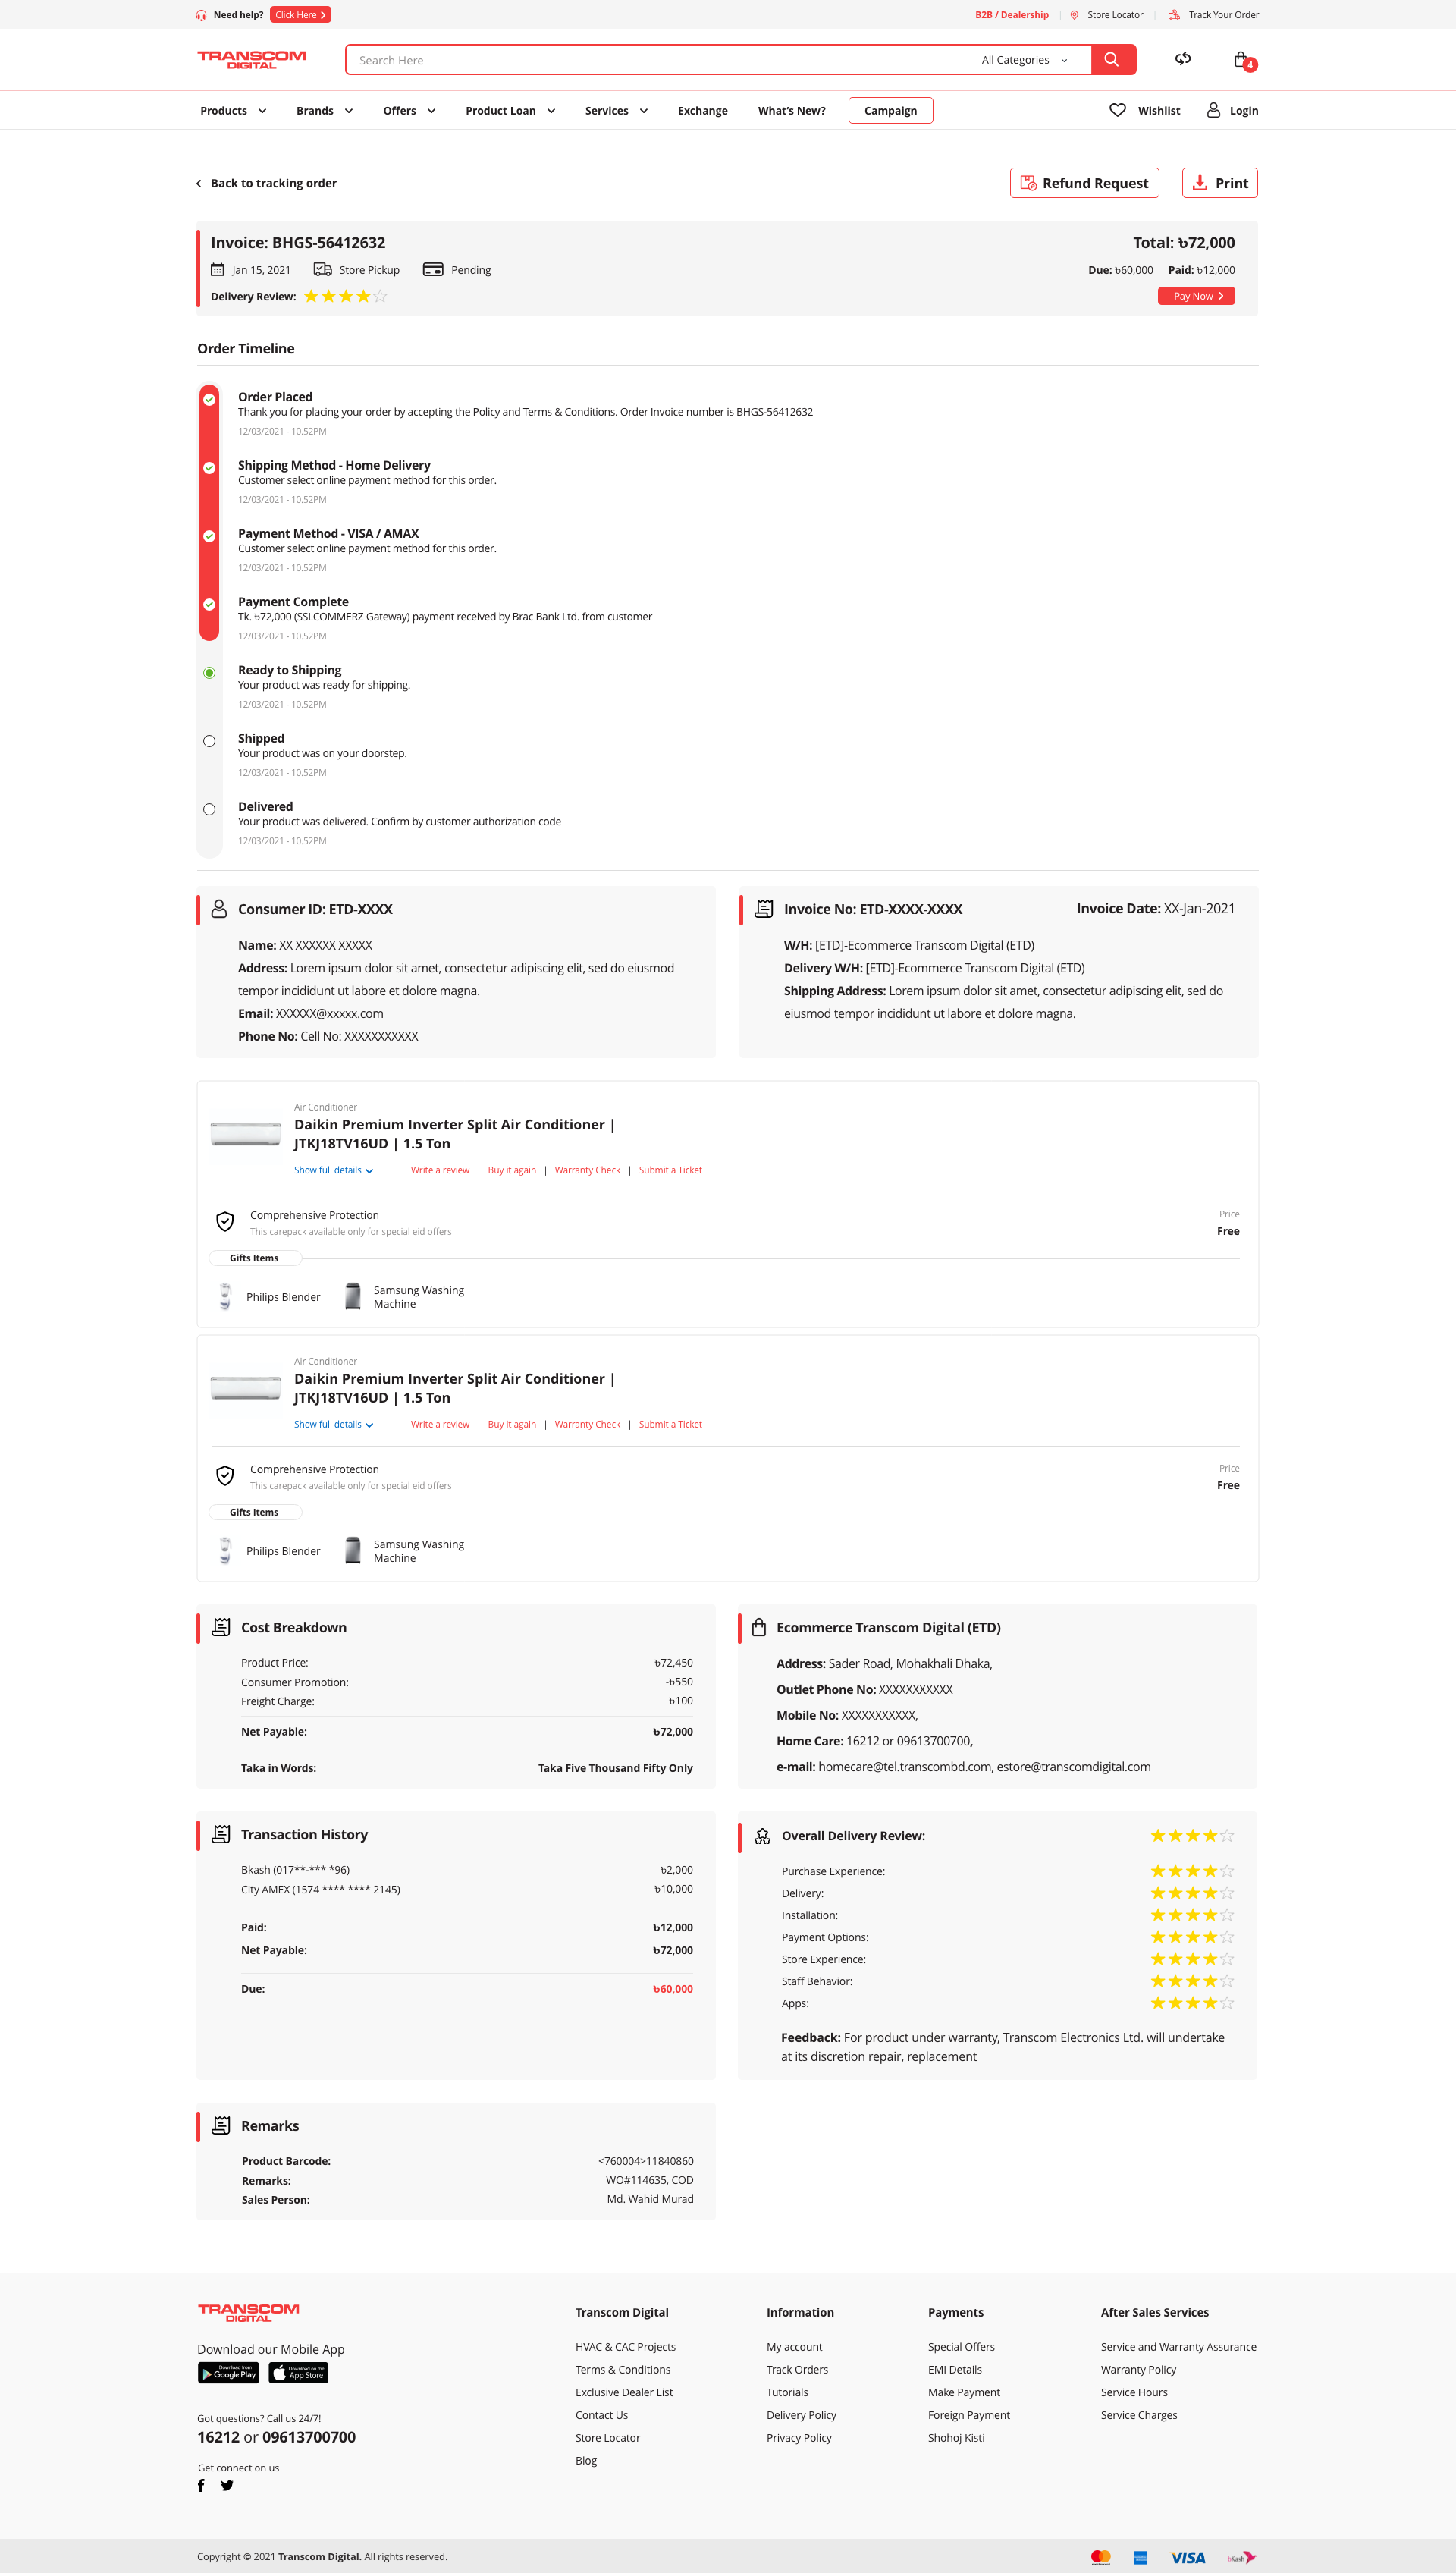 Need help? Click Here
B2B / Dealership Store Locator Track Your Order
TRANSCOM
DIGITAL
Search Here All Categories
4
Products Brands Offers Product Loan Services Exchange What's New? Campaign Wishlist Login
Back to tracking order
Refund Request Print
Invoice: BHGS-56412632 Total: ৳72,000
Jan 15, 2021 Store Pickup Pending Due: ৳60,000 Paid: ৳12,000
Delivery Review: Pay Now
Order Timeline
Order Placed
Thank you for placing your order by accepting the Policy and Terms & Conditions. Order Invoice number is BHGS-56412632
12/03/2021 - 10.52PM
Shipping Method - Home Delivery
Customer select online payment method for this order.
12/03/2021 - 10.52PM
Payment Method - VISA / AMAX
Customer select online payment method for this order.
12/03/2021 - 10.52PM
Payment Complete
Tk. ৳72,000 (SSLCOMMERZ Gateway) payment received by Brac Bank Ltd. from customer
12/03/2021 - 10.52PM
Ready to Shipping
Your product was ready for shipping.
12/03/2021 - 10.52PM
Shipped
Your product was on your doorstep.
12/03/2021 - 10.52PM
Delivered
Your product was delivered. Confirm by customer authorization code
12/03/2021 - 10.52PM
Consumer ID: ETD-XXXX
Name: XX XXXXXX XXXXX
Address: Lorem ipsum dolor sit amet, consectetur adipiscing elit, sed do eiusmod
tempor incididunt ut labore et dolore magna.
Email: XXXXXX@xxxxx.com
Phone No: Cell No: XXXXXXXXXXX
Invoice No: ETD-XXXX-XXXX Invoice Date: XX-Jan-2021
W/H: [ETD]-Ecommerce Transcom Digital (ETD)
Delivery W/H: [ETD]-Ecommerce Transcom Digital (ETD)
Shipping Address: Lorem ipsum dolor sit amet, consectetur adipiscing elit, sed do
eiusmod tempor incididunt ut labore et dolore magna.
Air Conditioner
Daikin Premium Inverter Split Air Conditioner |
JTKJ18TV16UD | 1.5 Ton
Show full details Write a review | Buy it again | Warranty Check | Submit a Ticket
Comprehensive Protection Price
This carepack available only for special eid offers Free
Gifts Items
Philips Blender Samsung Washing
Machine
Air Conditioner
Daikin Premium Inverter Split Air Conditioner |
JTKJ18TV16UD | 1.5 Ton
Show full details Write a review | Buy it again | Warranty Check | Submit a Ticket
Comprehensive Protection Price
This carepack available only for special eid offers Free
Gifts Items
Philips Blender Samsung Washing
Machine
Cost Breakdown
Product Price: ৳72,450
Consumer Promotion: -৳550
Freight Charge: ৳100
Net Payable: ৳72,000
Taka in Words: Taka Five Thousand Fifty Only
Ecommerce Transcom Digital (ETD)
Address: Sader Road, Mohakhali Dhaka,
Outlet Phone No: XXXXXXXXXXX
Mobile No: XXXXXXXXXXX,
Home Care: 16212 or 09613700700,
e-mail: homecare@tel.transcombd.com, estore@transcomdigital.com
Transaction History
Bkash (017**-*** *96) ৳2,000
City AMEX (1574 **** **** 2145) ৳10,000
Paid: ৳12,000
Net Payable: ৳72,000
Due: ৳60,000
Overall Delivery Review:
Purchase Experience:
Delivery:
Installation:
Payment Options:
Store Experience:
Staff Behavior:
Apps:
Feedback: For product under warranty, Transcom Electronics Ltd. will undertake
at its discretion repair, replacement
Remarks
Product Barcode: <760004>11840860
Remarks: WO#114635, COD
Sales Person: Md. Wahid Murad
TRANSCOM
DIGITAL
Download our Mobile App
Download from
Google Play
Download on the
App Store
Got questions? Call us 24/7!
16212 or 09613700700
Get connect on us
Transcom Digital
HVAC & CAC Projects
Terms & Conditions
Exclusive Dealer List
Contact Us
Store Locator
Blog
Information
My account
Track Orders
Tutorials
Delivery Policy
Privacy Policy
Payments
Special Offers
EMI Details
Make Payment
Foreign Payment
Shohoj Kisti
After Sales Services
Service and Warranty Assurance
Warranty Policy
Service Hours
Service Charges
Copyright © 2021 Transcom Digital. All rights reserved.
VISA bKash